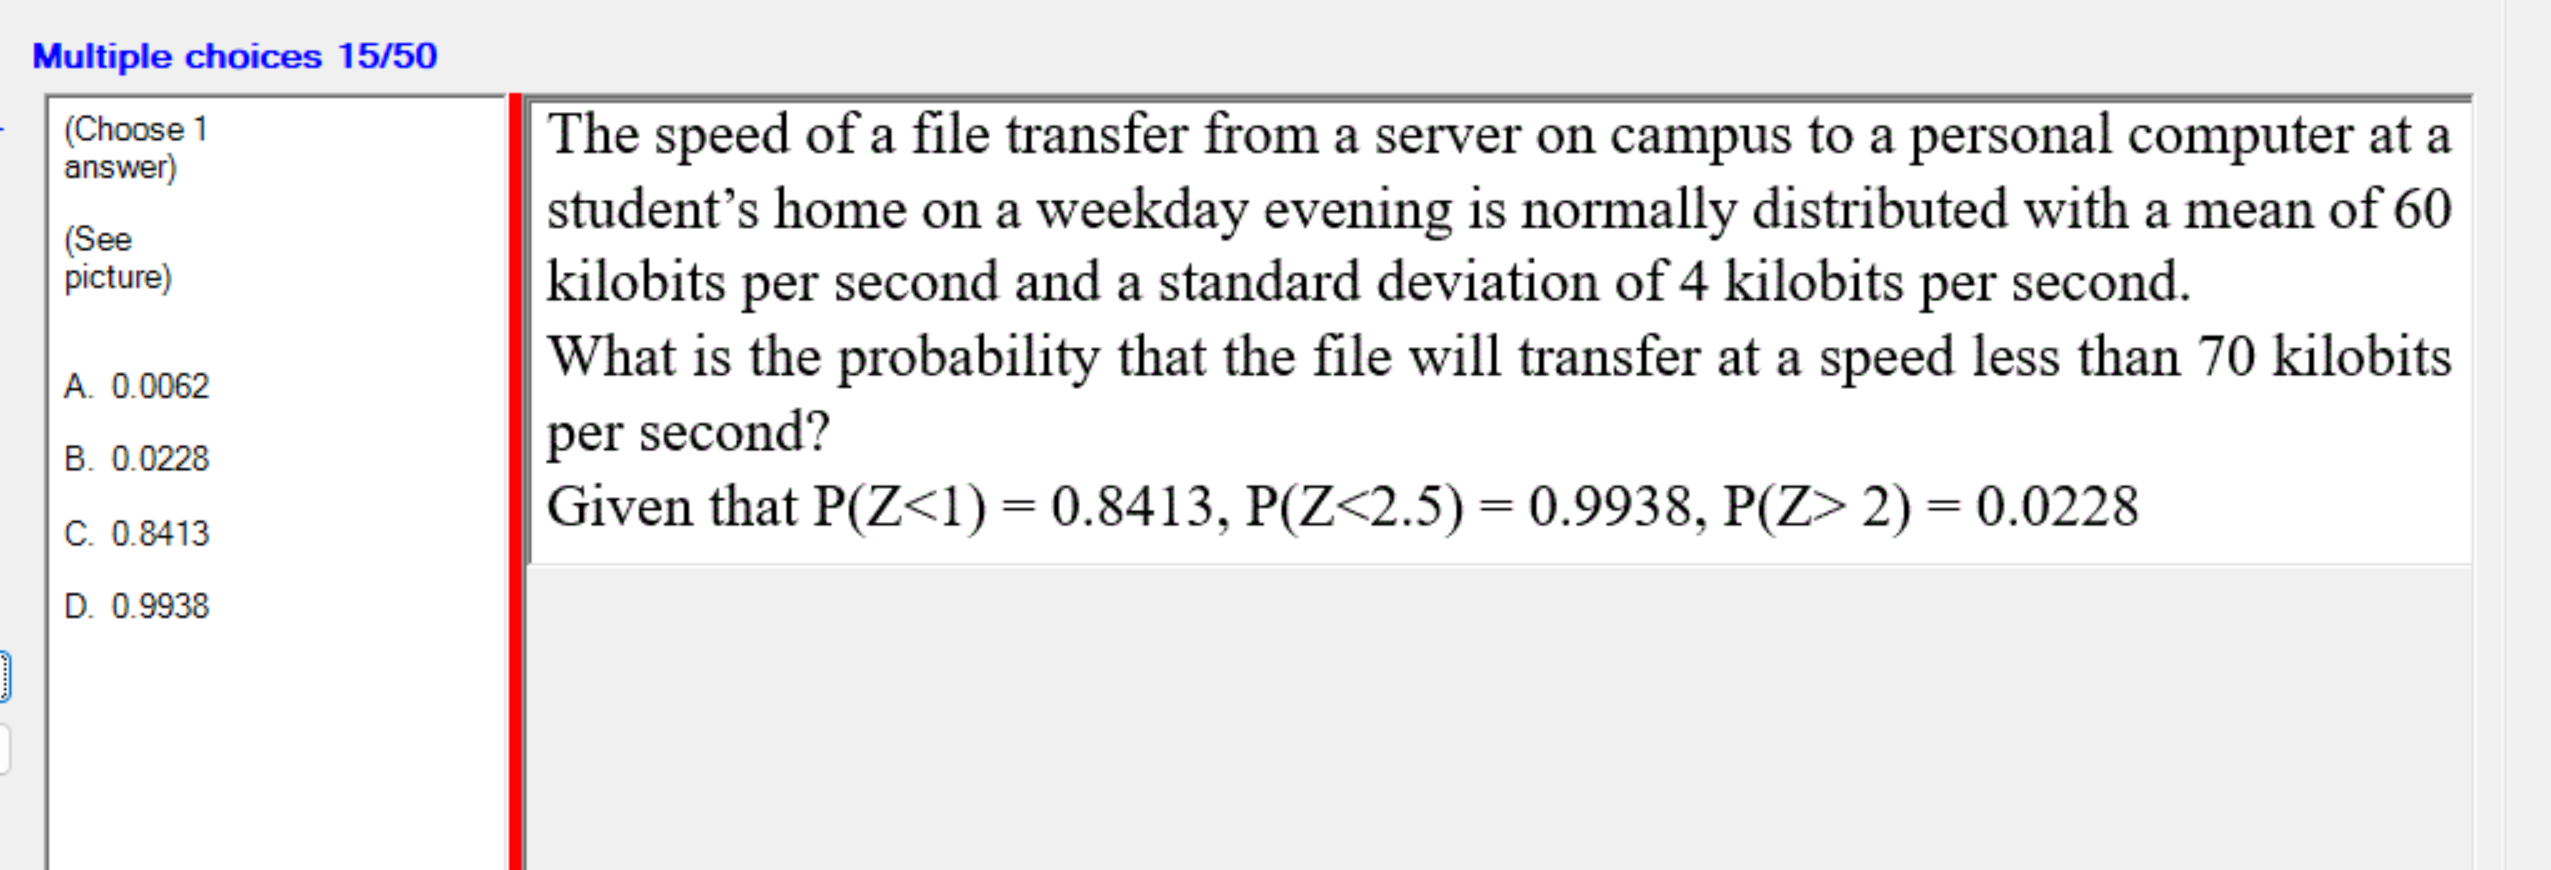 Multiple choices 15/50
(Choose 1
answer)
(See
picture)
A. 0.0062
B. 0.0228
C. 0.8413
D. 0.9938
The speed of a file transfer from a server on campus to a personal computer at a
student’s home on a weekday evening is normally distributed with a mean of 60
kilobits per second and a standard deviation of 4 kilobits per second.
What is the probability that the file will transfer at a speed less than 70 kilobits
per second?
Given that P(Z<1) = 0.8413, P(Z<2.5) = 0.9938, P(Z> 2) = 0.0228